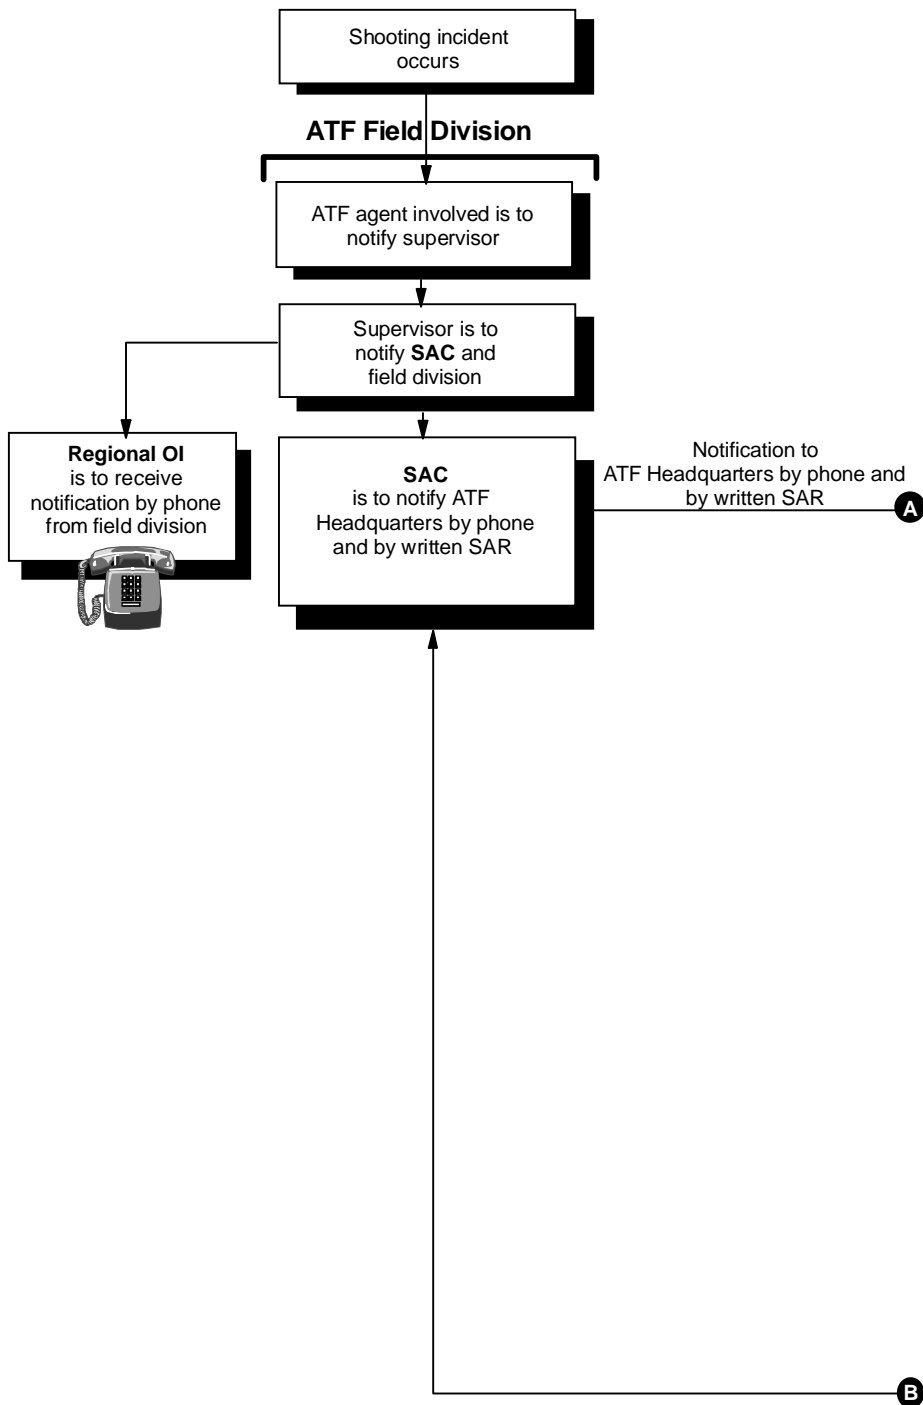 Shooting incident
occurs
ATF Field Division
ATF agent involved is to
notify supervisor
Supervisor is to
notify SAC and
field division
Regional OI
is to receive
notification by phone
from field division
SAC
is to notify ATF
Headquarters by phone
and by written SAR
Notification to
ATF Headquarters by phone and
by written SAR
A
B